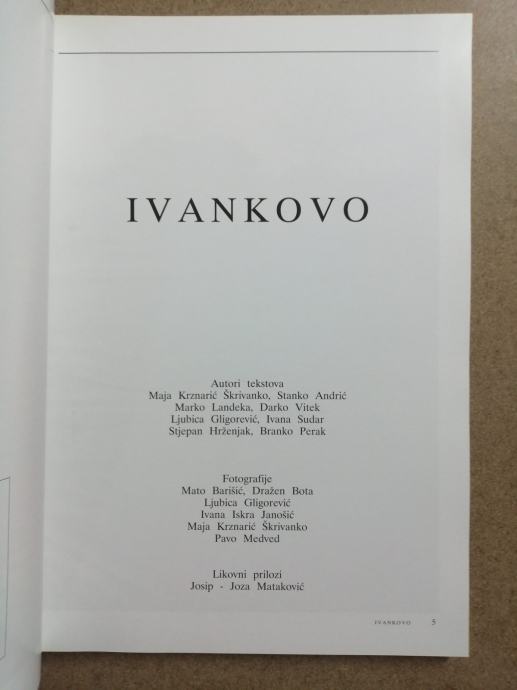 IVANKOVO
Autori tekstova
Maja Krznarić Škrivanko, Stanko Andrić
Marko Landeka, Darko Vitek
Ljubica Gligorević, Ivana Sudar
Stjepan Hrženjak, Branko Perak
Fotografije
Mato Barišić, Dražen Bota
Ljubica Gligorević
Ivana Iskra Janošić
Maja Krznarić Škrivanko
Pavo Medved
Likovni prilozi
Josip - Joza Mataković
IVANKOVO 5